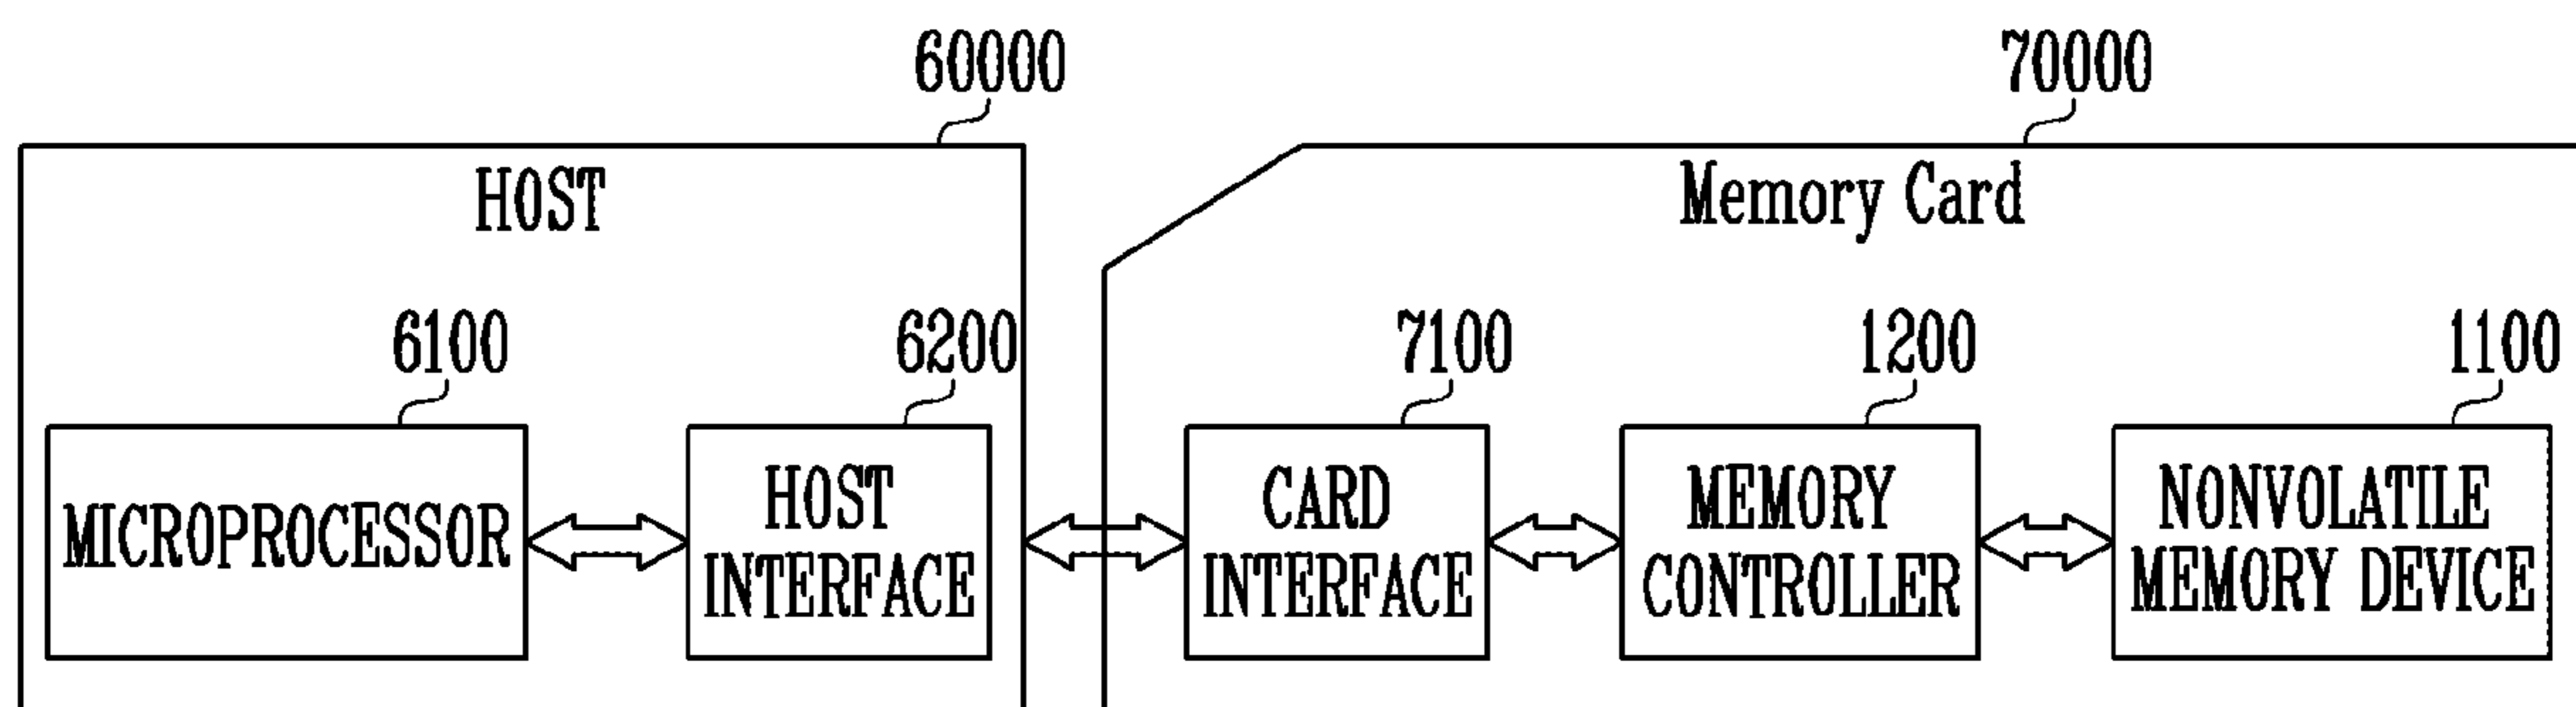 60000
70000
HOST
Memory Card
6100
6200
7100
1200
1100
MICROPROCESSOR
HOST
INTERFACE
CARD
INTERFACE
MEMORY
CONTROLLER
NONVOLATILE
MEMORY DEVICE